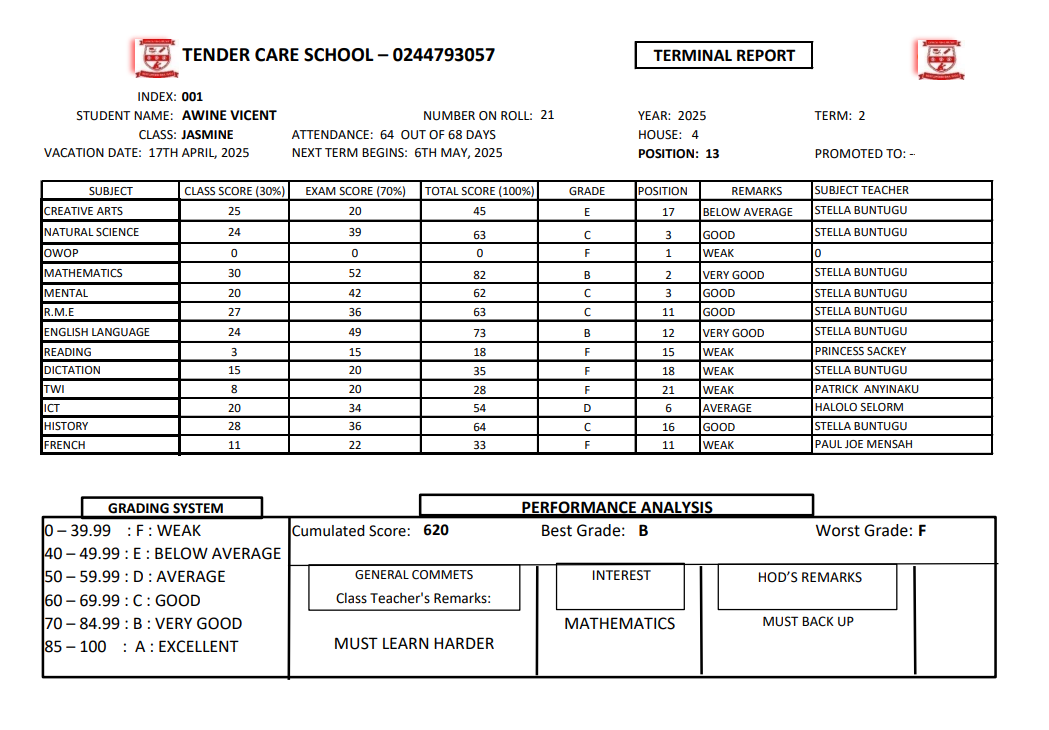 TENDER CARE SCHOOL – 0244793057 TERMINAL REPORT
INDEX: 001
STUDENT NAME: AWINE VICENT NUMBER ON ROLL: 21 YEAR: 2025 TERM: 2
CLASS: JASMINE ATTENDANCE: 64 OUT OF 68 DAYS HOUSE: 4
VACATION DATE: 17TH APRIL, 2025 NEXT TERM BEGINS: 6TH MAY, 2025 POSITION: 13 PROMOTED TO: --
SUBJECT CLASS SCORE (30%) EXAM SCORE (70%) TOTAL SCORE (100%) GRADE POSITION REMARKS SUBJECT TEACHER
CREATIVE ARTS 25 20 45 E 17 BELOW AVERAGE STELLA BUNTUGU
NATURAL SCIENCE 24 39 63 C 3 GOOD STELLA BUNTUGU
OWOP 0 0 0 F 1 WEAK 0
MATHEMATICS 30 52 82 B 2 VERY GOOD STELLA BUNTUGU
MENTAL 20 42 62 C 3 GOOD STELLA BUNTUGU
R.M.E 27 36 63 C 11 GOOD STELLA BUNTUGU
ENGLISH LANGUAGE 24 49 73 B 12 VERY GOOD STELLA BUNTUGU
READING 3 15 18 F 15 WEAK PRINCESS SACKEY
DICTATION 15 20 35 F 18 WEAK STELLA BUNTUGU
TWI 8 20 28 F 21 WEAK PATRICK ANYINAKU
ICT 20 34 54 D 6 AVERAGE HALOLO SELORM
HISTORY 28 36 64 C 16 GOOD STELLA BUNTUGU
FRENCH 11 22 33 F 11 WEAK PAUL JOE MENSAH
GRADING SYSTEM PERFORMANCE ANALYSIS
0 – 39.99 : F : WEAK Cumulated Score: 620 Best Grade: B Worst Grade: F
40 – 49.99 : E : BELOW AVERAGE
50 – 59.99 : D : AVERAGE GENERAL COMMETS INTEREST HOD'S REMARKS
60 – 69.99 : C : GOOD Class Teacher's Remarks:
70 – 84.99 : B : VERY GOOD MATHEMATICS MUST BACK UP
85 – 100 : A : EXCELLENT MUST LEARN HARDER